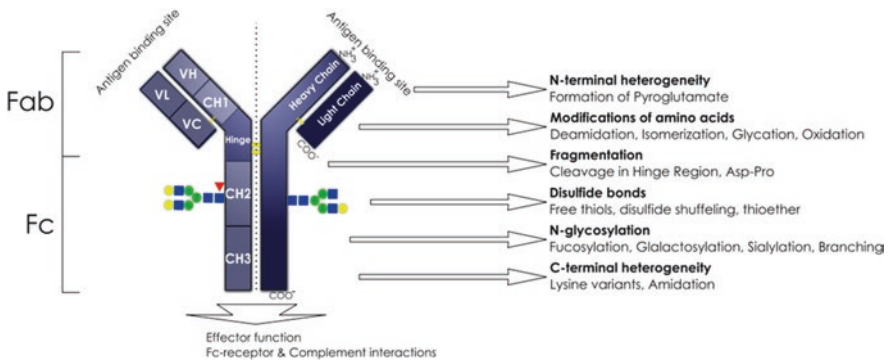 Antigen binding site
Antigen binding site
Fab
Fc
VH
VL
CH1
VC
Hinge
CH2
CH3
Heavy Chain
Light Chain
NH3+
NH3+
COO-
COO-
N-terminal heterogeneity
Formation of Pyroglutamate
Modifications of amino acids
Deamidation, Isomerization, Glycation, Oxidation
Fragmentation
Cleavage in Hinge Region, Asp-Pro
Disulfide bonds
Free thiols, disulfide shuffeling, thioether
N-glycosylation
Fucosylation, Glalactosylation, Sialylation, Branching
C-terminal heterogeneity
Lysine variants, Amidation
Effector function
Fc-receptor & Complement interactions